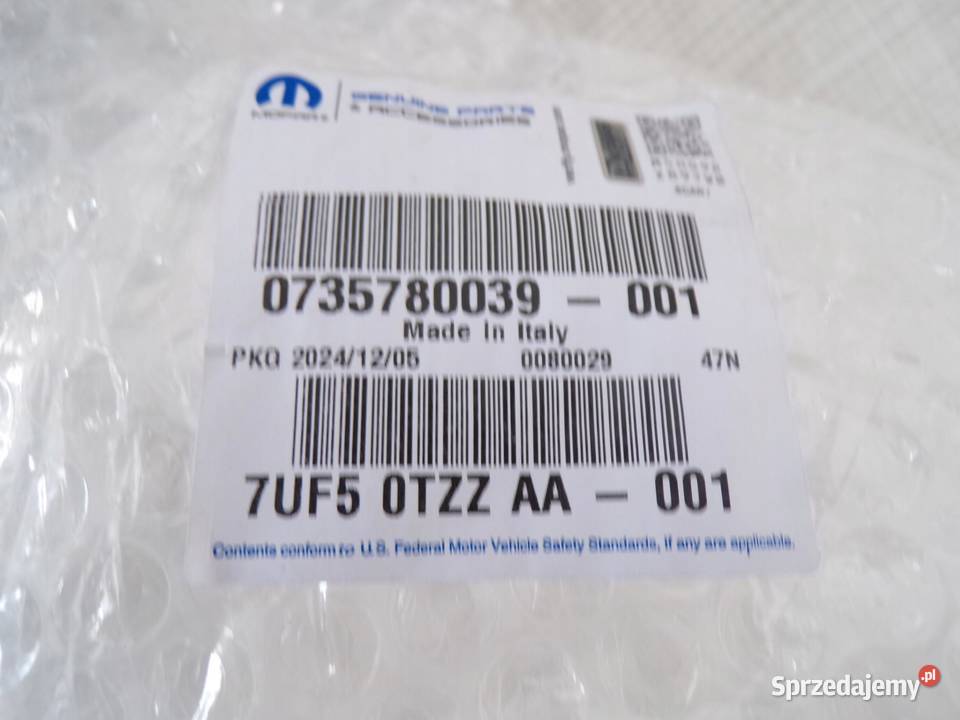 MOPAR
GENUINE PARTS
& ACCESSORIES
0735780039 - 001
Made in Italy
PKG 2024/12/05 0080029 47N
7UF5 0TZZ AA - 001
Contents conform to U.S. Federal Motor Vehicle Safety Standards, if any are applicable.
Sprzedajemy.pl